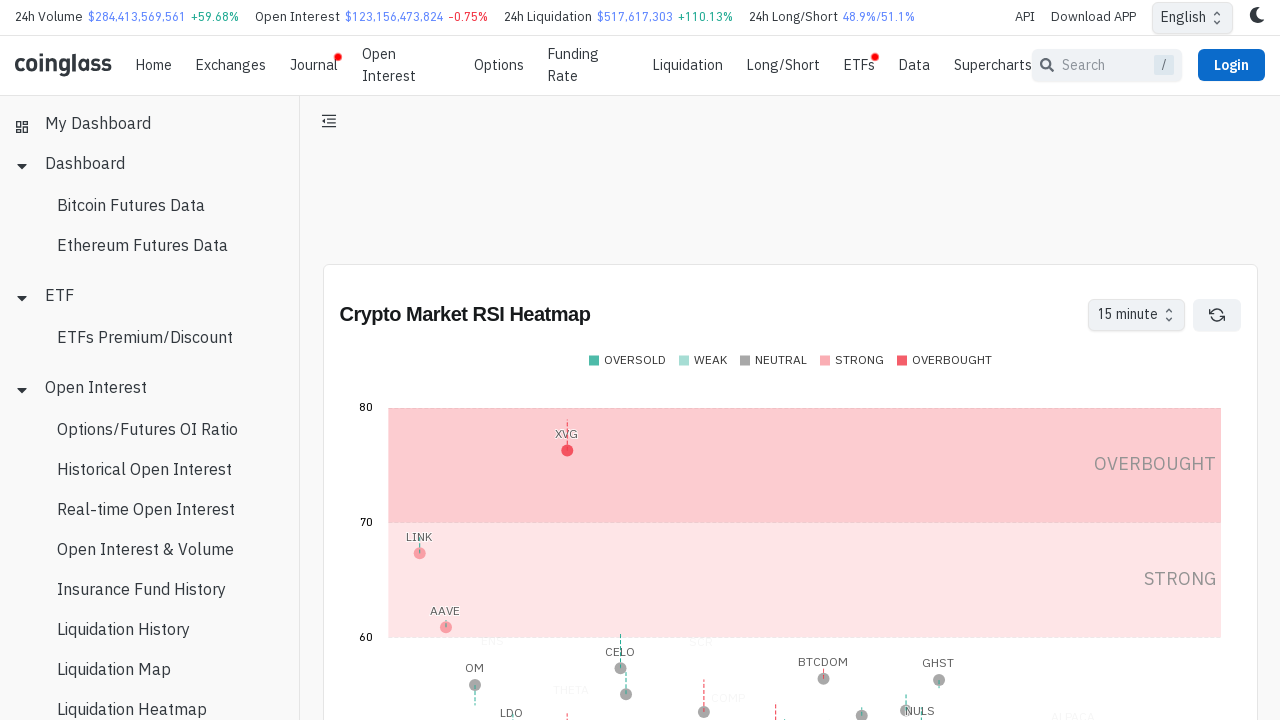 24h Volume $284,413,569,561 +59.68% Open Interest $123,156,473,824 -0.75% 24h Liquidation $517,617,303 +110.13% 24h Long/Short 48.9%/51.1% API Download APP English
coinglass Home Exchanges Journal Open Interest Options Funding Rate Liquidation Long/Short ETFs Data Supercharts Search / Login
My Dashboard
Dashboard
Bitcoin Futures Data
Ethereum Futures Data
ETF
ETFs Premium/Discount
Open Interest
Options/Futures OI Ratio
Historical Open Interest
Real-time Open Interest
Open Interest & Volume
Insurance Fund History
Liquidation History
Liquidation Map
Liquidation Heatmap
Crypto Market RSI Heatmap 15 minute
OVERSOLD WEAK NEUTRAL STRONG OVERBOUGHT
80
XVG
OVERBOUGHT
70
LINK
STRONG
AAVE
60
ENS SCR
CELO
BTCDOM GHST
OM
THETA COMP
LDO NULS ALPACA